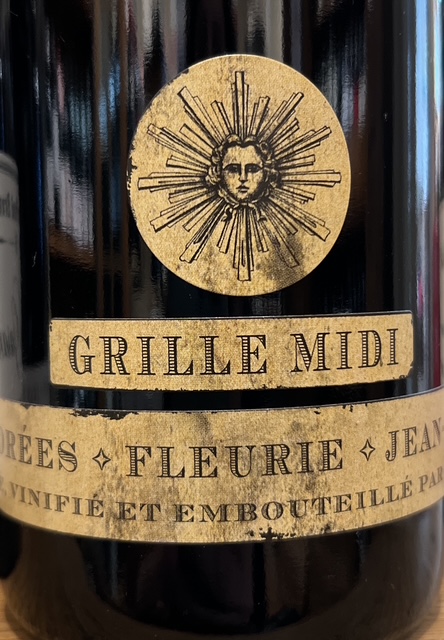 GRILLE MIDI
ORÉES ✧ FLEURIE ✧ JEAN
VINIFIÉ ET EMBOUTEILLÉ PAR